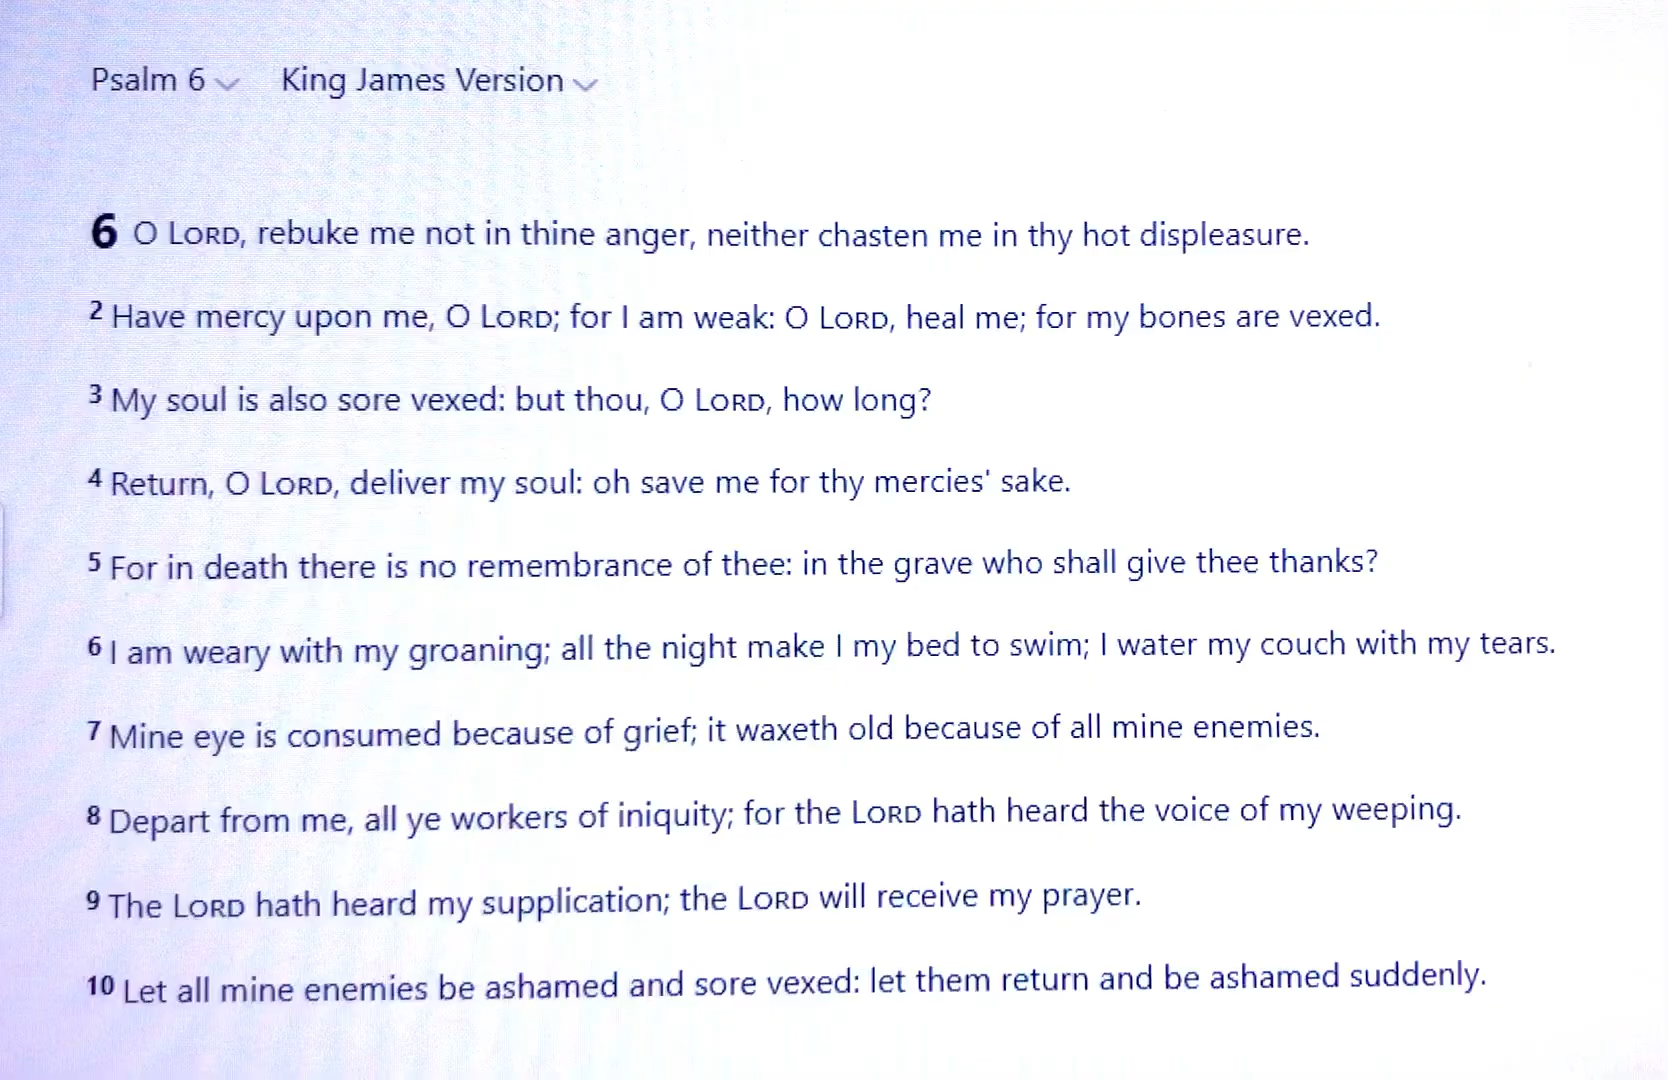 Psalm 6 King James Version
6 O LORD, rebuke me not in thine anger, neither chasten me in thy hot displeasure.
2 Have mercy upon me, O LORD; for I am weak: O LORD, heal me; for my bones are vexed.
3 My soul is also sore vexed: but thou, O LORD, how long?
4 Return, O LORD, deliver my soul: oh save me for thy mercies' sake.
5 For in death there is no remembrance of thee: in the grave who shall give thee thanks?
6 I am weary with my groaning; all the night make I my bed to swim; I water my couch with my tears.
7 Mine eye is consumed because of grief; it waxeth old because of all mine enemies.
8 Depart from me, all ye workers of iniquity; for the LORD hath heard the voice of my weeping.
9 The LORD hath heard my supplication; the LORD will receive my prayer.
10 Let all mine enemies be ashamed and sore vexed: let them return and be ashamed suddenly.